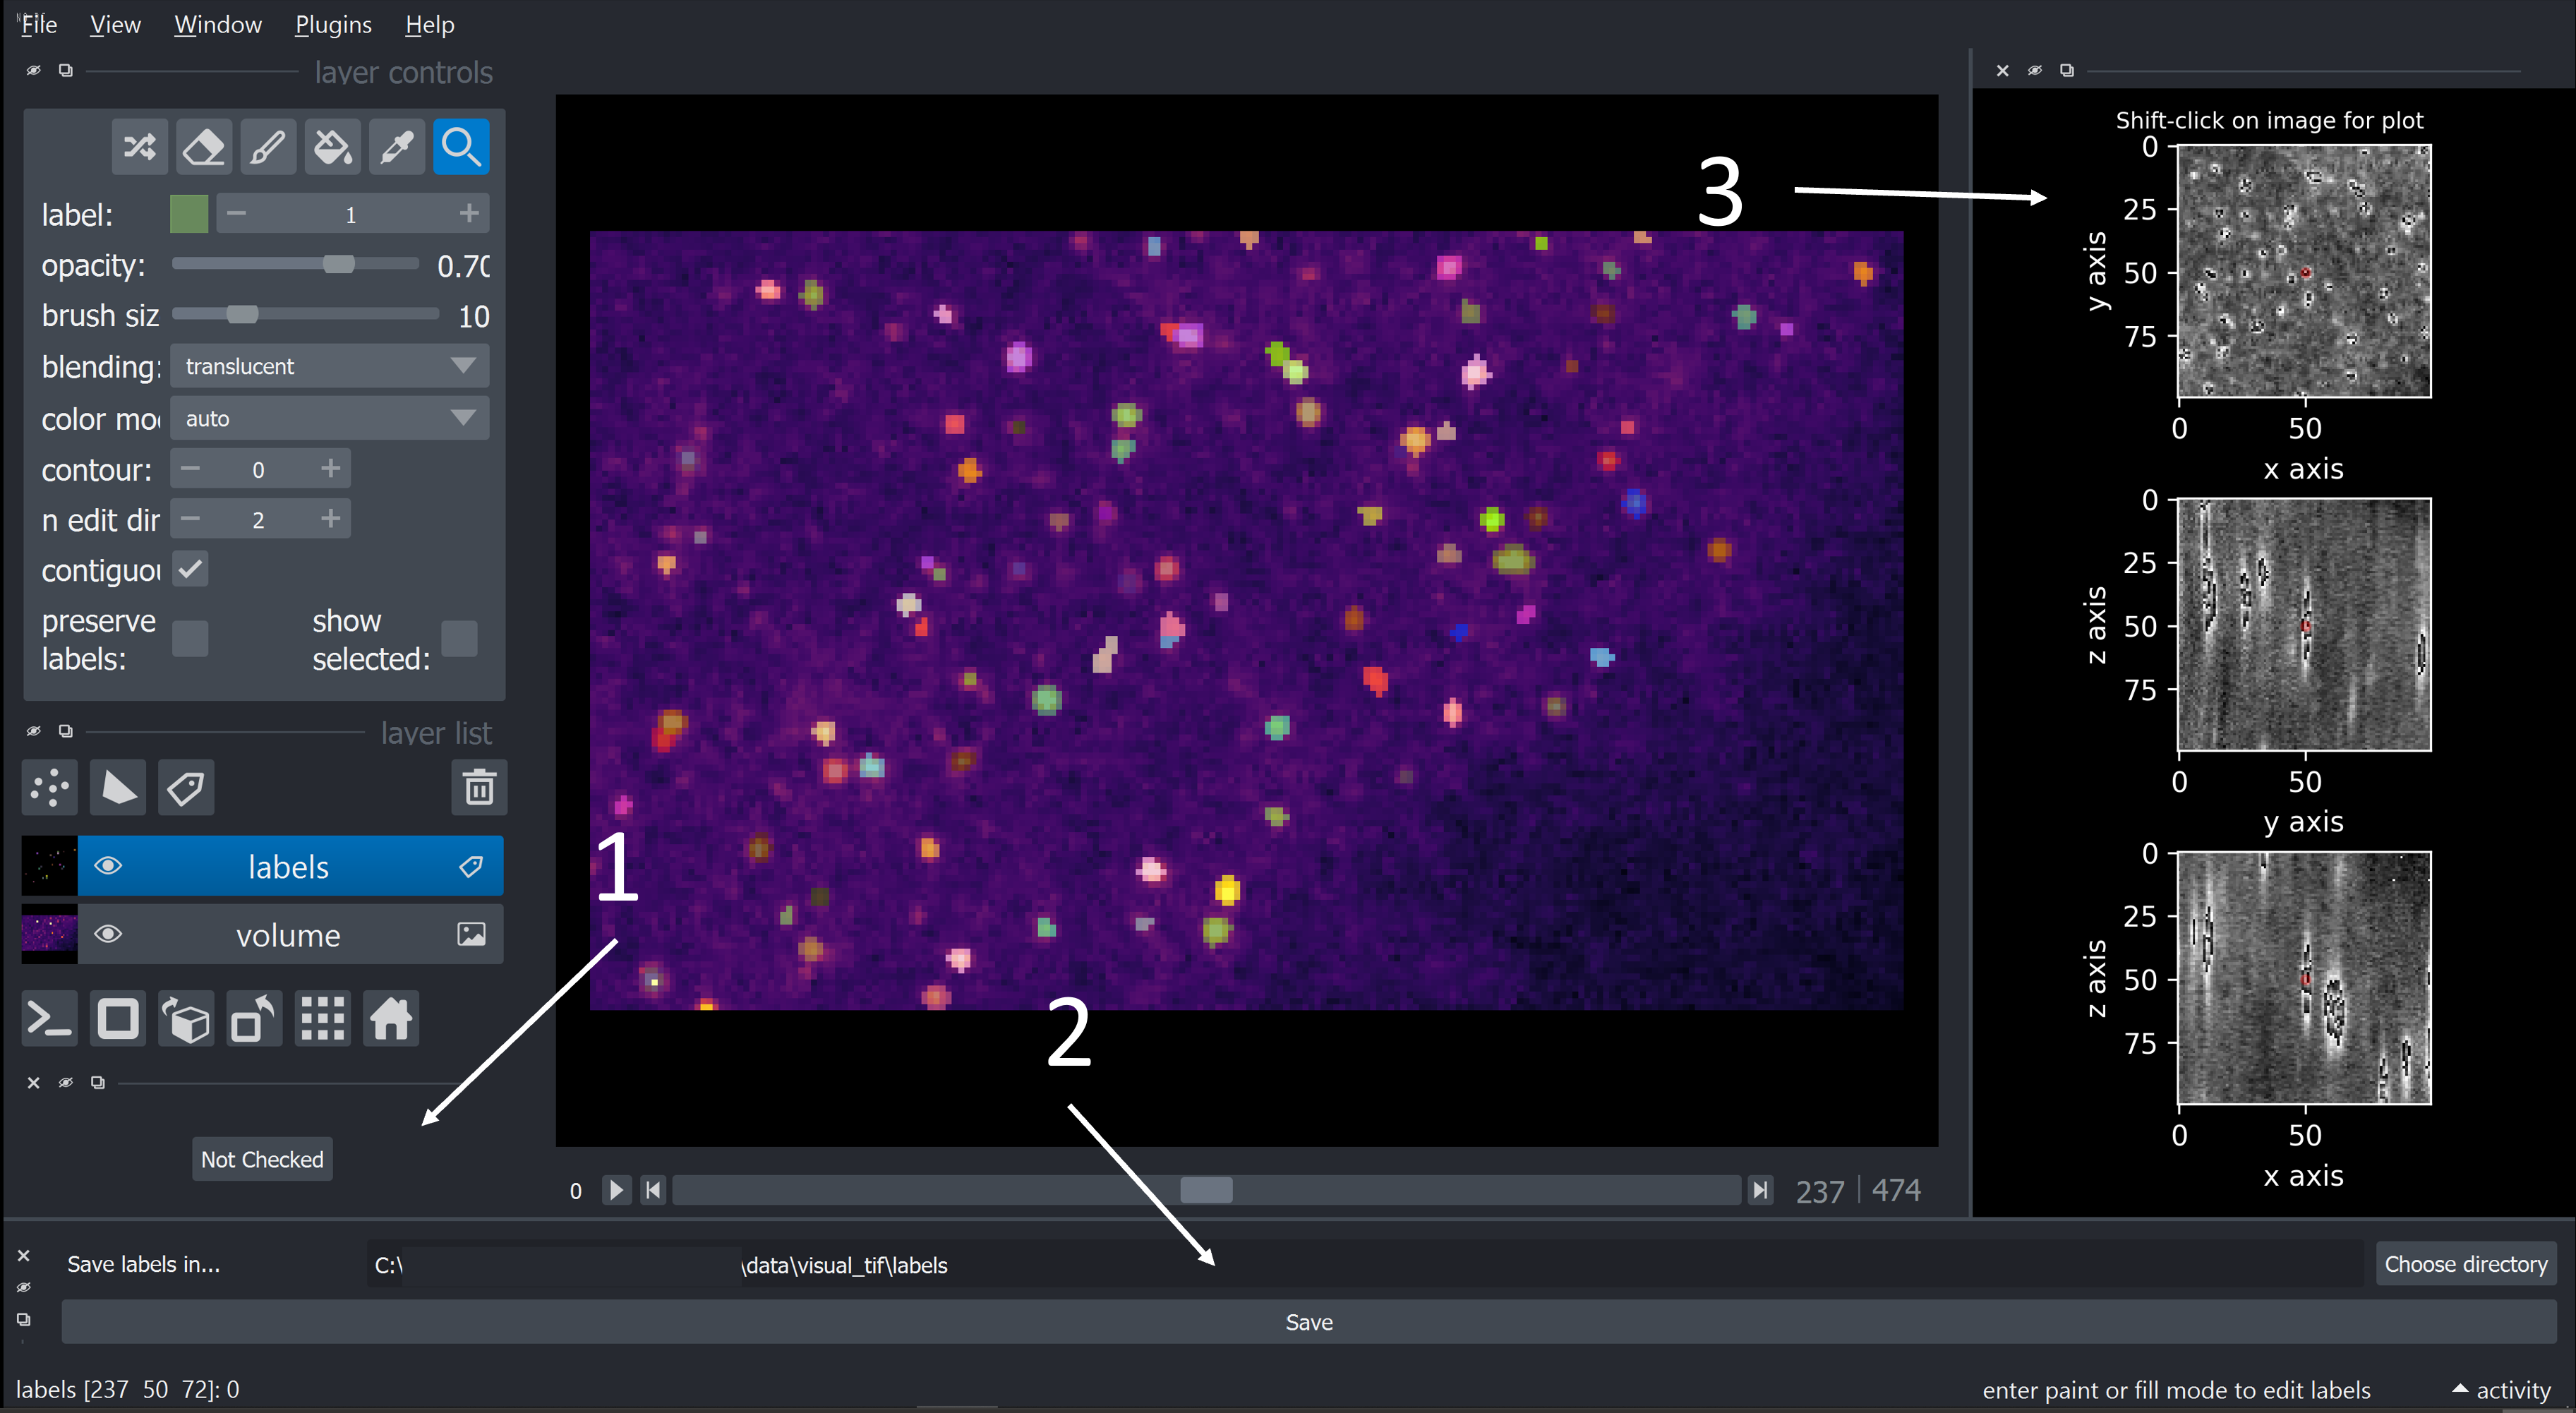 File View Window Plugins Help
layer controls
label: 1
opacity: 0.70
brush siz 10
blending: translucent
color mo auto
contour: 0
n edit dir 2
contiguou
preserve labels:
show selected:
layer list
labels
volume
Not Checked
1
2
3
0 237 474
Shift-click on image for plot
0
25
50
75
y axis
0 50
x axis
0
25
50
75
z axis
0 50
y axis
0
25
50
75
z axis
0 50
x axis
Save labels in... C:\ \data\visual_tif\labels Choose directory
Save
labels [237 50 72]: 0 enter paint or fill mode to edit labels activity